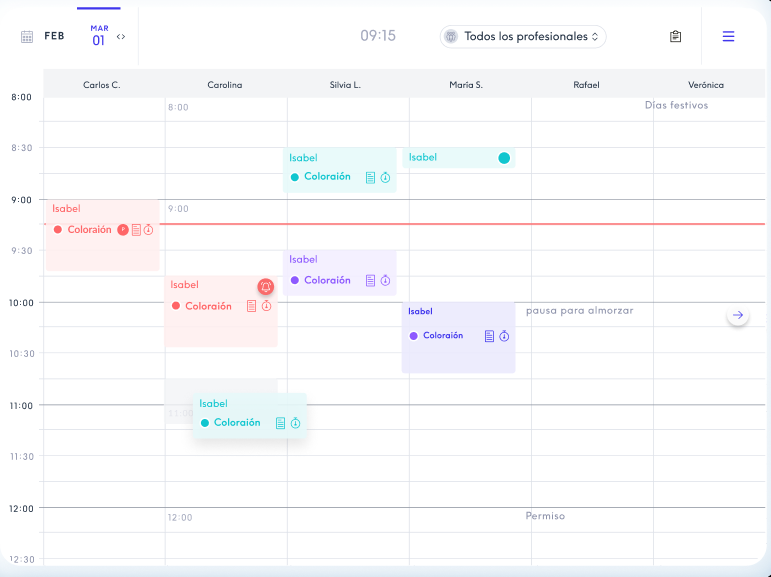 FEB
MAR
01
09:15
Todos los profesionales
Carlos C.
Carolina
Silvia L.
María S.
Rafael
Verónica
8:00
8:00
Días festivos
8:30
Isabel
Isabel
Coloraión
9:00
Isabel
9:00
Coloraión P
9:30
Isabel
Coloraión
Isabel
Coloraión
10:00
Isabel
pausa para almorzar
Coloraión
10:30
11:00
Isabel
11:00
Coloraión
11:30
12:00
12:00
Permiso
12:30